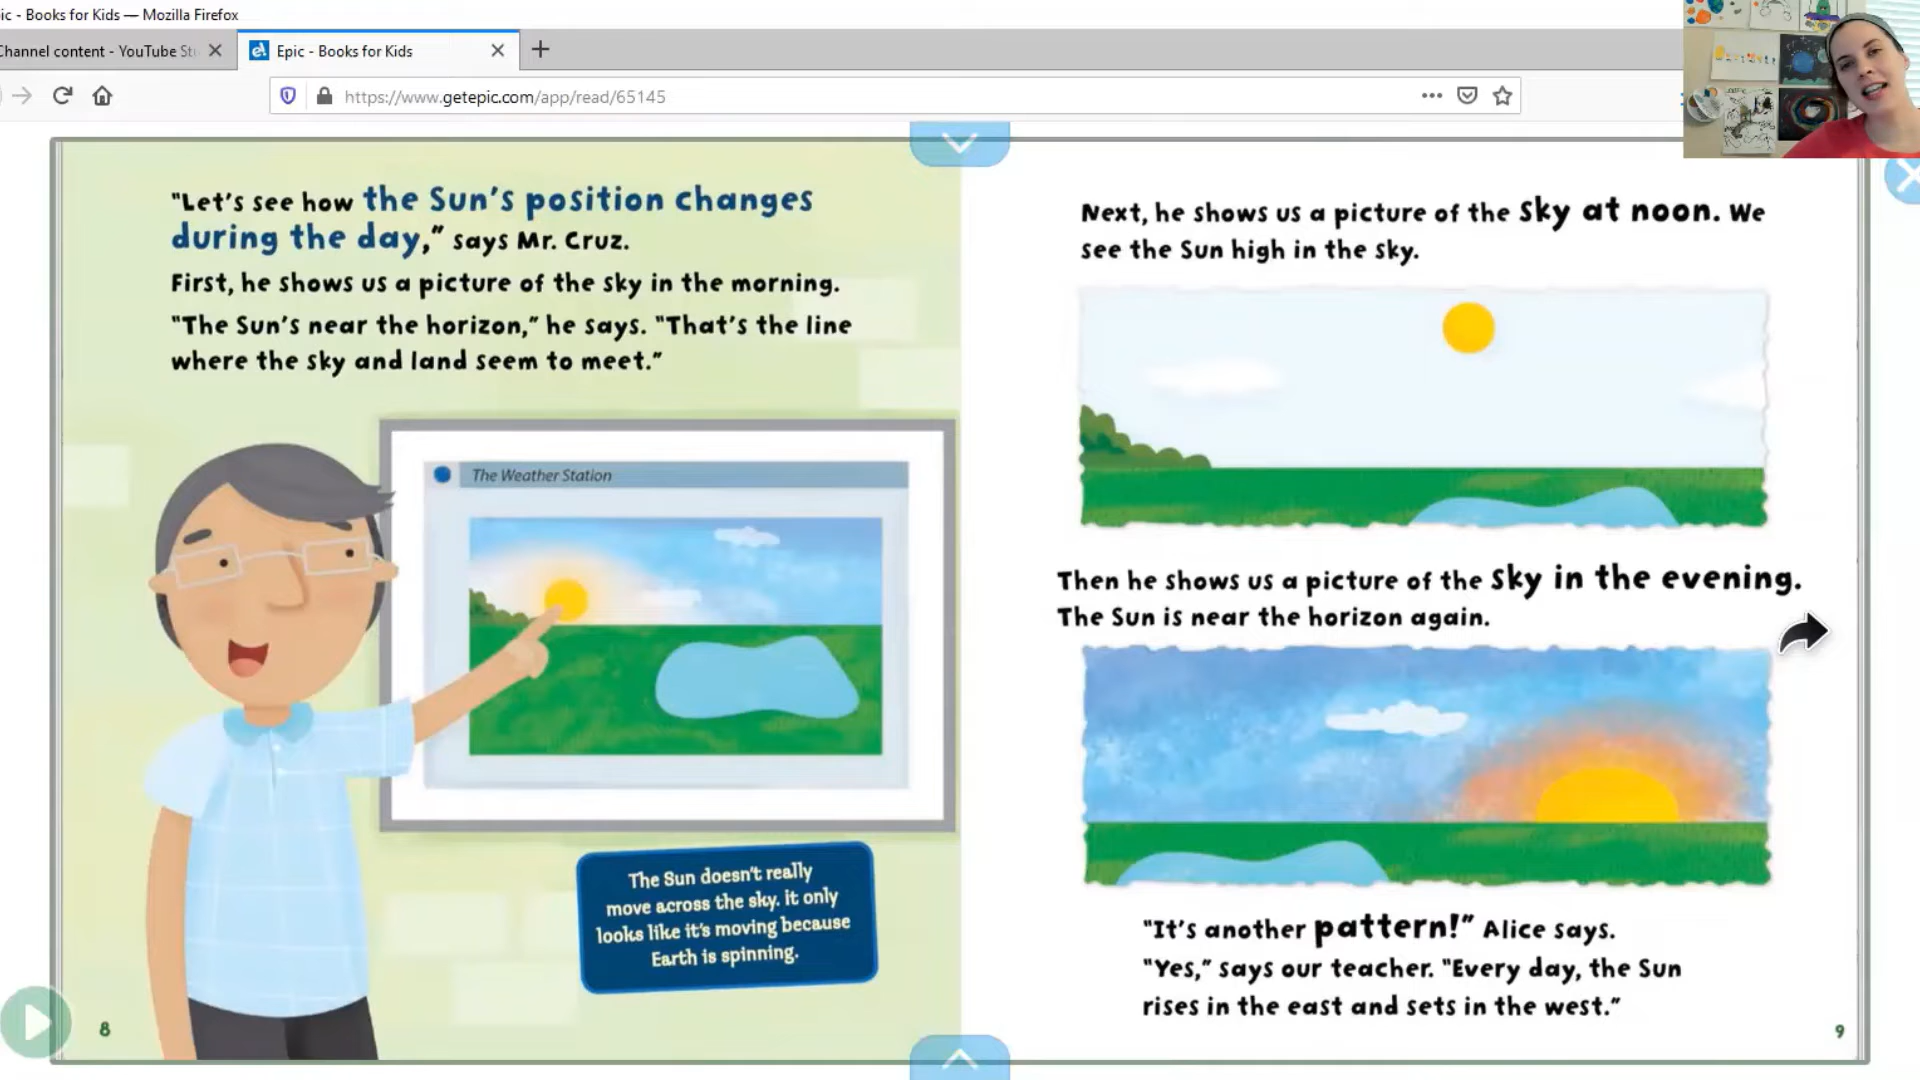 ic - Books for Kids — Mozilla Firefox
Channel content - YouTube St
Epic - Books for Kids
https://www.getepic.com/app/read/65145
"Let's see how the Sun's position changes
during the day," says Mr. Cruz.
First, he shows us a picture of the sky in the morning.
"The Sun's near the horizon," he says. "That's the line
where the sky and land seem to meet."
The Weather Station
The Sun doesn't really
move across the sky. it only
looks like it's moving because
Earth is spinning.
8
Next, he shows us a picture of the sky at noon. We
see the Sun high in the sky.
Then he shows us a picture of the sky in the evening.
The Sun is near the horizon again.
"It's another pattern!" Alice says.
"Yes," says our teacher. "Every day, the Sun
rises in the east and sets in the west."
9